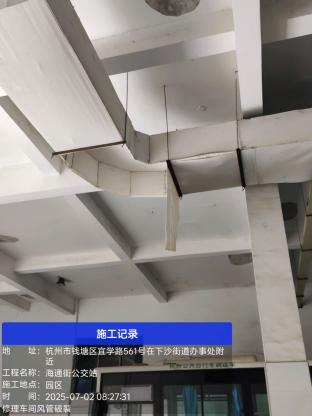 施工记录
地 址: 杭州市钱塘区宜学路561号在下沙街道办事处附
近
工程名称: 海通街公交站
施工地点: 园区
时 间: 2025-07-02 08:27:31
修理车间风管破裂